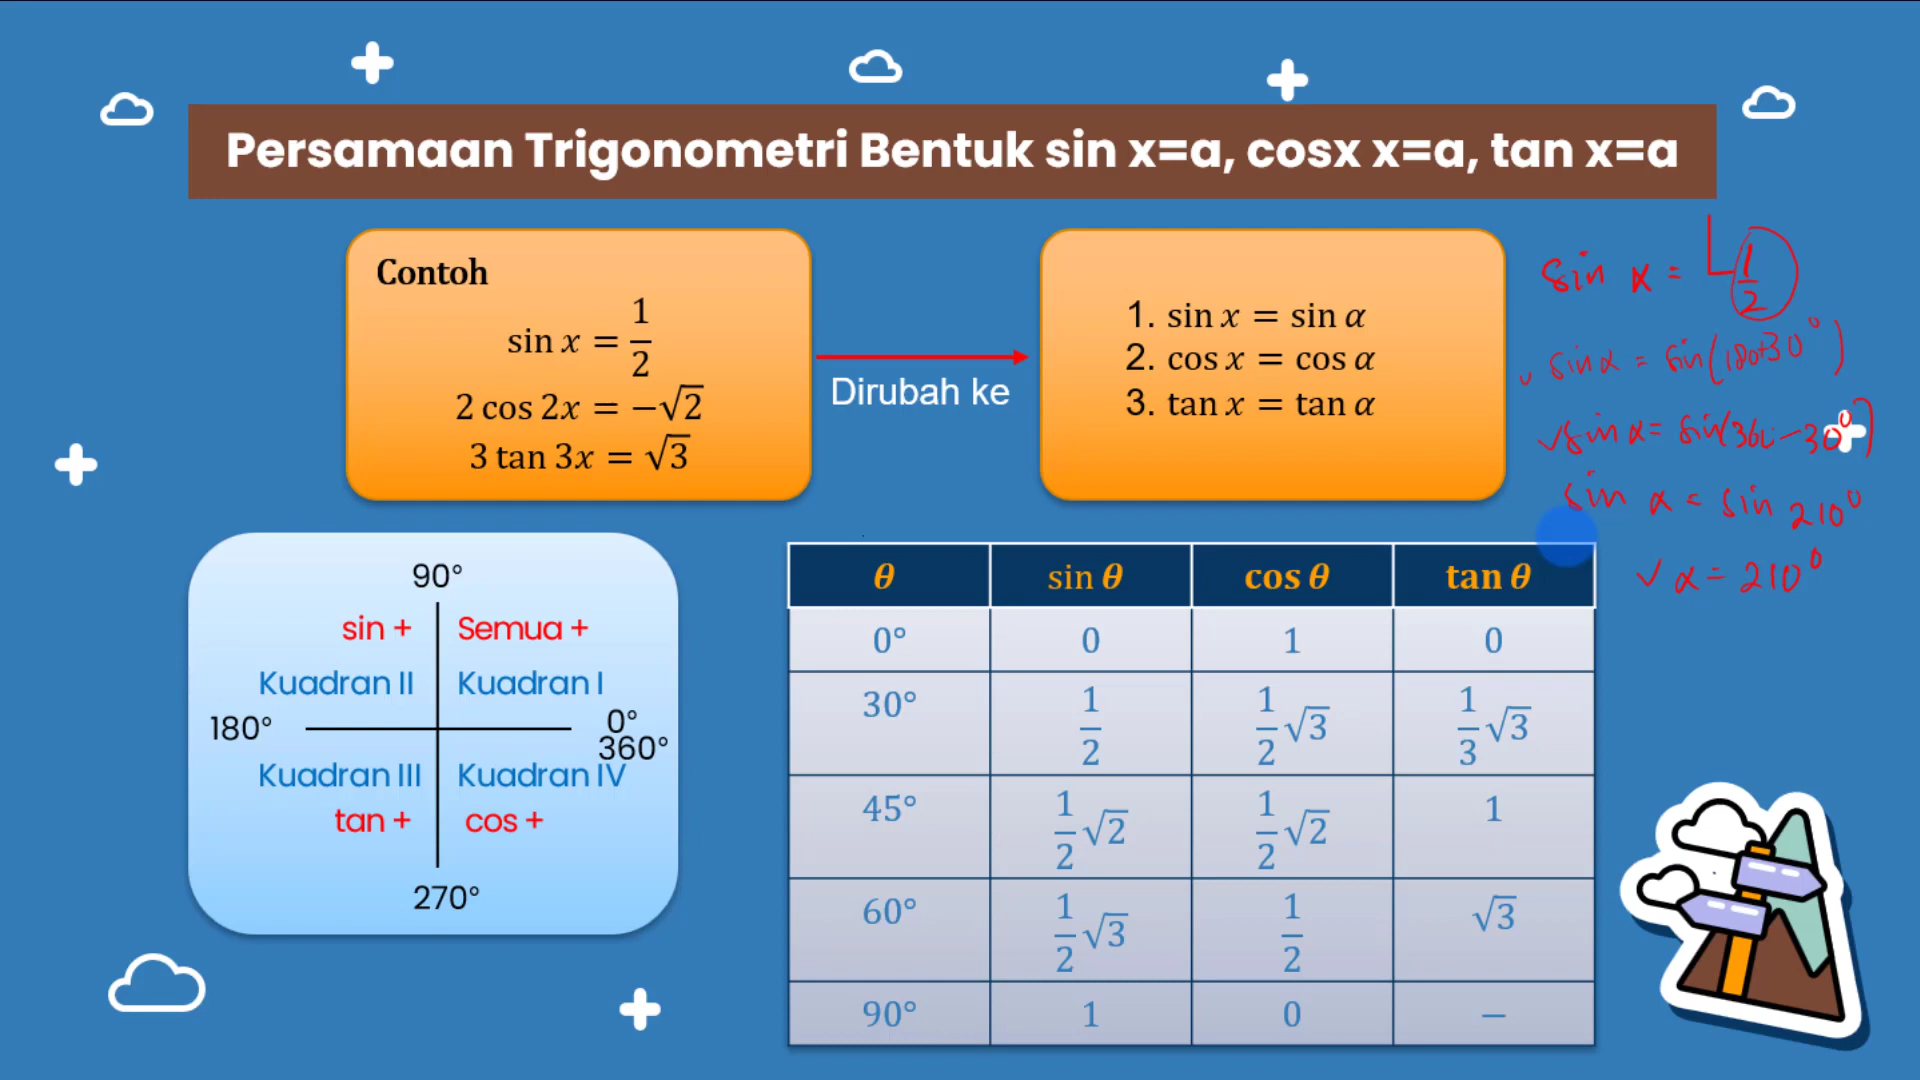 Persamaan Trigonometri Bentuk sin x=a, cosx x=a, tan x=a
Contoh
sin x = 1/2
2 cos 2x = −√2
3 tan 3x = √3
Dirubah ke
1. sin x = sin α
2. cos x = cos α
3. tan x = tan α
sin x = -1/2
sin α = sin(180+30°)
√ sin α = sin(360−30°)
sin α = sin 210°
√ α = 210°
90°
sin + Semua +
Kuadran II Kuadran I
180° 0°
360°
Kuadran III Kuadran IV
tan + cos +
270°
θ sin θ cos θ tan θ
0° 0 1 0
30° 1/2 1/2 √3 1/3 √3
45° 1/2 √2 1/2 √2 1
60° 1/2 √3 1/2 √3
90° 1 0 −